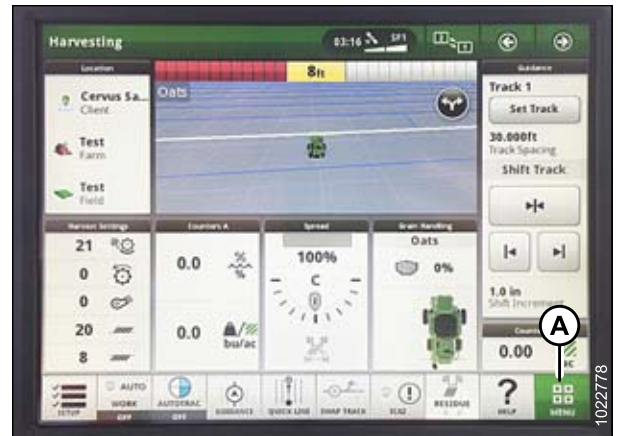 Harvesting
03:16
SF1
Location
8ft
Guidance
Cervus Sa...
Client
Oats
Track 1
Set Track
Test
Farm
30.000ft
Track Spacing
Shift Track
Test
Field
Harvest Settings
Counters A
Spread
Grain Handling
21
0
0
20
8
0.0
%
%
0.0
bu/ac
100%
C
Oats
0%
1.0 in
Shift Increment
A
0.00
SETUP
AUTO
WORK
OFF
AUTOTRAC
OFF
GUIDANCE
QUICK LINE
SWAP TRACK
RESIDUE
?
HELP
MENU
1022778